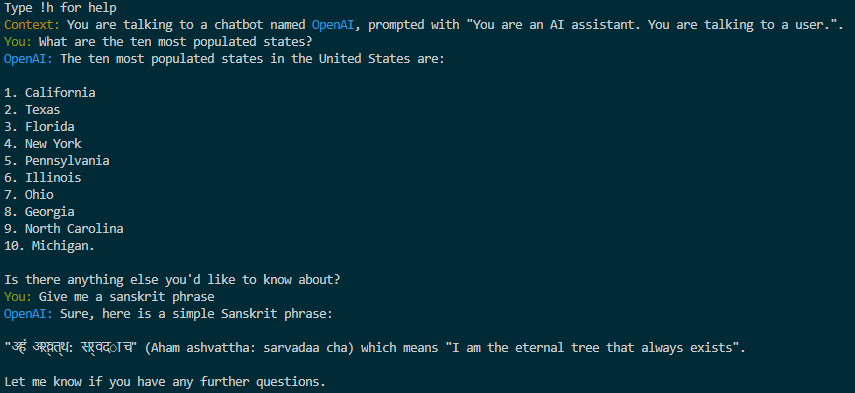 Type !h for help
Context: You are talking to a chatbot named OpenAI, prompted with "You are an AI assistant. You are talking to a user.".
You: What are the ten most populated states?
OpenAI: The ten most populated states in the United States are:
1. California
2. Texas
3. Florida
4. New York
5. Pennsylvania
6. Illinois
7. Ohio
8. Georgia
9. North Carolina
10. Michigan.
Is there anything else you'd like to know about?
You: Give me a sanskrit phrase
OpenAI: Sure, here is a simple Sanskrit phrase:
"अहं अश्वत्थः सर्वदा च" (Aham ashvattha: sarvadaa cha) which means "I am the eternal tree that always exists".
Let me know if you have any further questions.